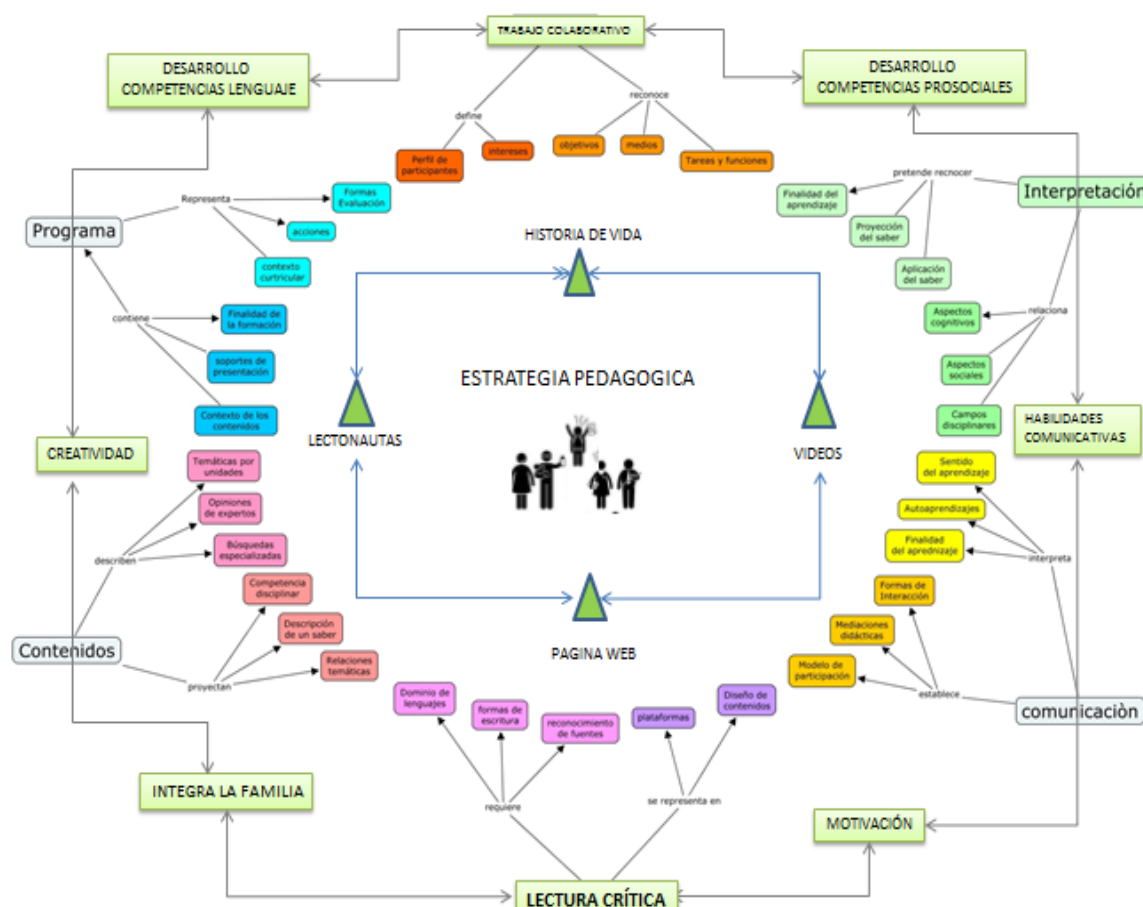 TRABAJO COLABORATIVO
DESARROLLO
COMPETENCIAS LENGUAJE
DESARROLLO
COMPETENCIAS PROSOCIALES
define
reconoce
Perfil de
participantes
intereses
objetivos
medios
Tareas y funciones
Programa
Representa
Formas
Evaluación
acciones
contexto
curtricular
contiene
Finalidad de
la formación
soportes de
presentación
Contexto de los
contenidos
pretende recnocer
Interpretación
Finalidad del
aprendizaje
Proyección
del saber
Aplicación
del saber
relaciona
Aspectos
cognitivos
Aspectos
sociales
Campos
disciplinares
HISTORIA DE VIDA
ESTRATEGIA PEDAGOGICA
LECTONAUTAS
VIDEOS
PAGINA WEB
CREATIVIDAD
HABILIDADES
COMUNICATIVAS
Temáticas por
unidades
Opiniones
de expertos
Búsquedas
especializadas
describen
Contenidos
proyectan
Competencia
disciplinar
Descripción
de un saber
Relaciones
temáticas
Sentido
del aprendizaje
Autoaprendizajes
Finalidad
del aprednizaje
interpreta
Formas de
Interacción
Mediaciones
didácticas
Modelo de
participación
establece
comunicaciòn
Dominio de
lenguajes
formas de
escritura
reconocimiento
de fuentes
plataformas
Diseño de
contenidos
requiere
se representa en
INTEGRA LA FAMILIA
MOTIVACIÓN
LECTURA CRÍTICA